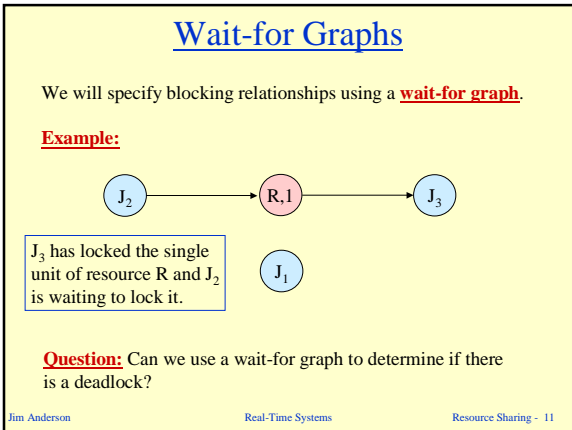 Wait-for Graphs
We will specify blocking relationships using a wait-for graph.
Example:
J2
R,1
J3
J3 has locked the single
unit of resource R and J2
is waiting to lock it.
J1
Question: Can we use a wait-for graph to determine if there
is a deadlock?
Jim Anderson Real-Time Systems Resource Sharing - 11